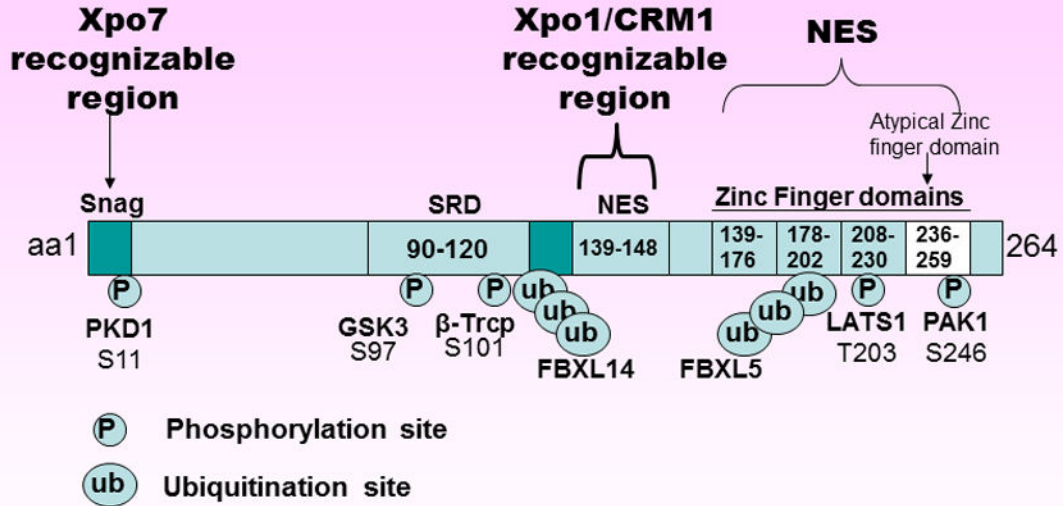 Xpo7
recognizable
region
Xpo1/CRM1
recognizable
region
NES
Atypical Zinc
finger domain
Snag
SRD
NES
Zinc Finger domains
aa1
90-120
139-148
139-
176
178-
202
208-
230
236-
259
264
P
P
P
ub
ub
ub
ub
ub
ub
P
P
PKD1
S11
GSK3
S97
β-Trcp
S101
FBXL14
FBXL5
LATS1
T203
PAK1
S246
P Phosphorylation site
ub Ubiquitination site